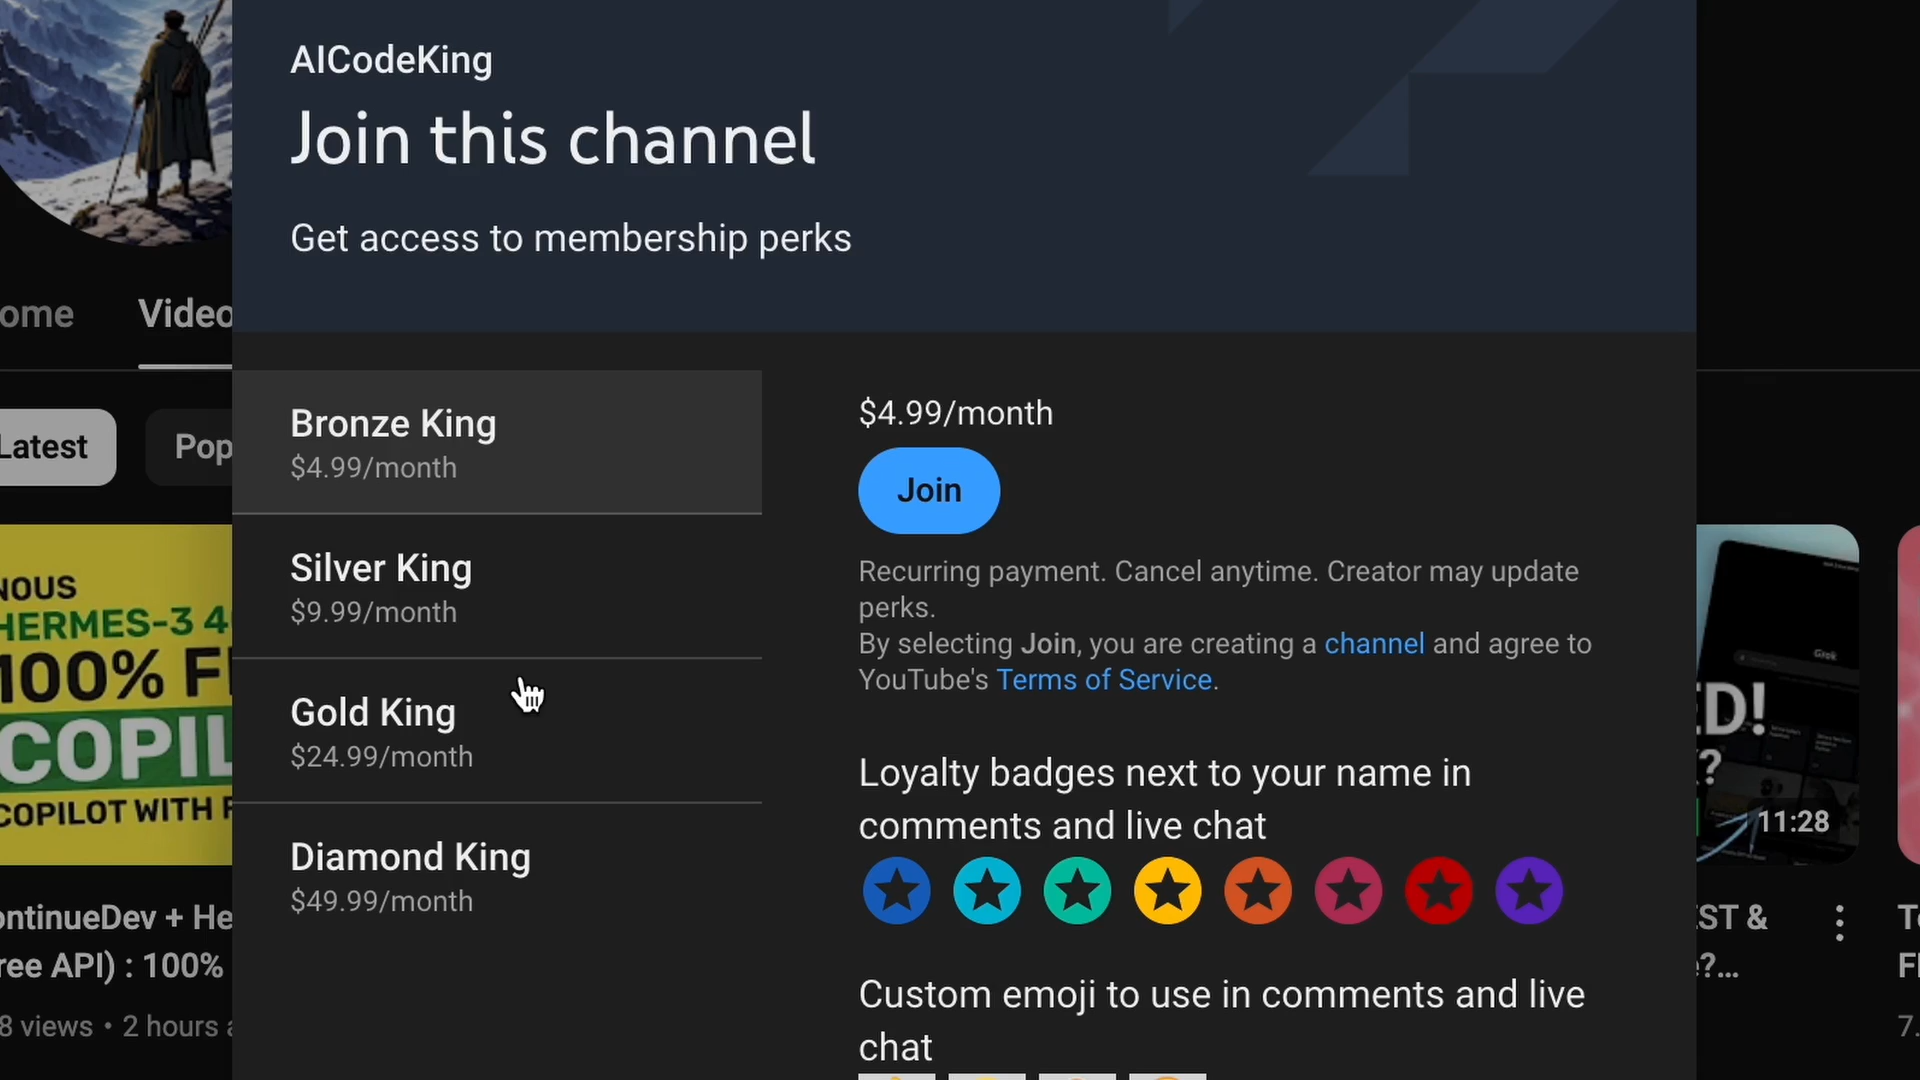 AICodeKing
Join this channel
Get access to membership perks
ome
Video
Latest
Pop
Bronze King
$4.99/month
Silver King
$9.99/month
Gold King
$24.99/month
Diamond King
$49.99/month
$4.99/month
Join
Recurring payment. Cancel anytime. Creator may update
perks.
By selecting Join, you are creating a channel and agree to
YouTube's Terms of Service.
Loyalty badges next to your name in
comments and live chat
Custom emoji to use in comments and live
chat
NOUS
HERMES-3 4
100% F
COPIL
COPILOT WITH F
ontinueDev + He
ree API) : 100%
8 views • 2 hours a
Grok
D!
?
11:28
ST &
?...
T
F
7.